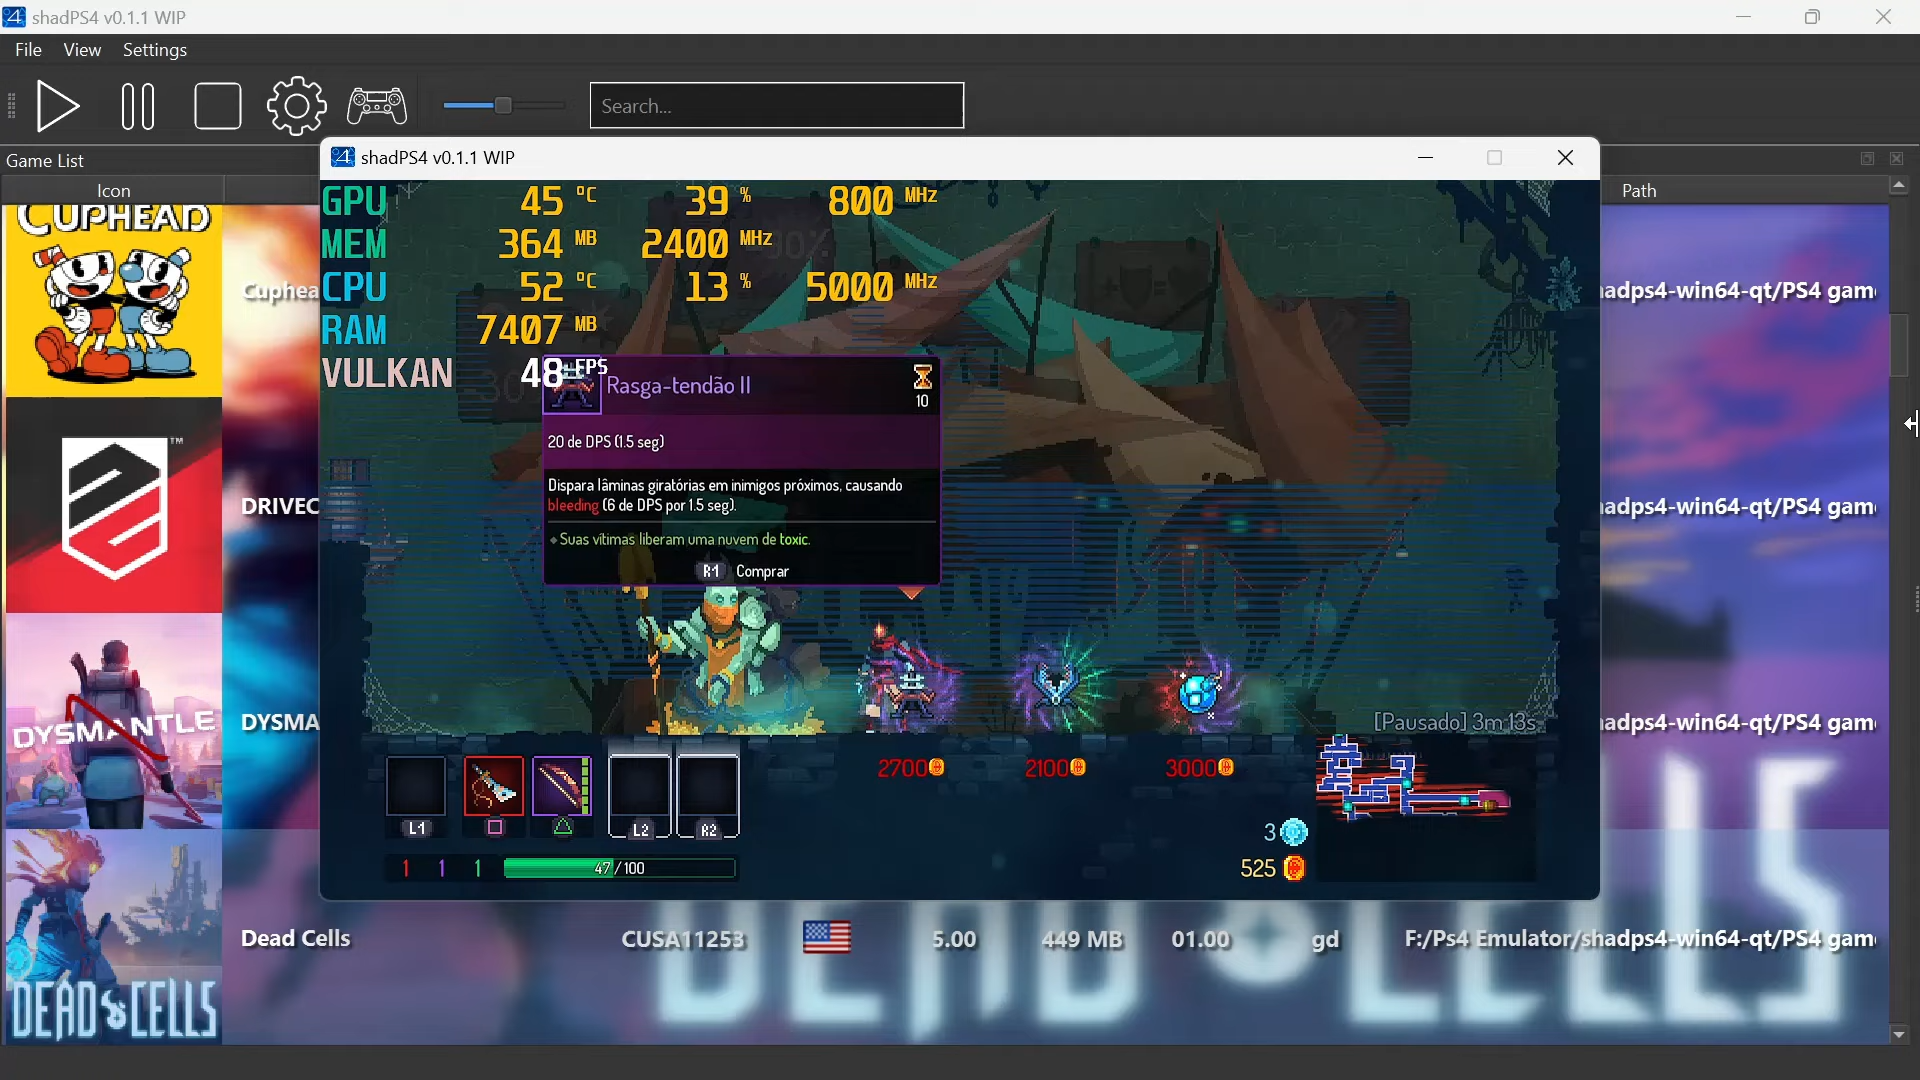 shadPS4 v0.1.1 WIP
File View Settings
Search...
Game List
Icon
Path
shadPS4 v0.1.1 WIP
GPU 45 °C 39 % 800 MHz
MEM 364 MB 2400 MHz
-30%
CPU 52 °C 13 % 5000 MHz
RAM 7407 MB
VULKAN 48 FPS
-30
Rasga-tendão II
10
20 de DPS (1.5 seg)
Dispara lâminas giratórias em inimigos próximos, causando
bleeding (6 de DPS por 1.5 seg).
Suas vítimas liberam uma nuvem de toxic.
R1 Comprar
[Pausado] 3m 13s
2700 2100 3000
L1 L2 R2
3
1 1 1 47/100
525
CUPHEAD
Cuphea
adps4-win64-qt/PS4 gam
DRIVEC
adps4-win64-qt/PS4 gam
DYSMANTLE
DYSMA
adps4-win64-qt/PS4 gam
DEAD CELLS
Dead Cells CUSA11253 5.00 449 MB 01.00 gd F:/Ps4 Emulator/shadps4-win64-qt/PS4 gam
DEAD CELLS